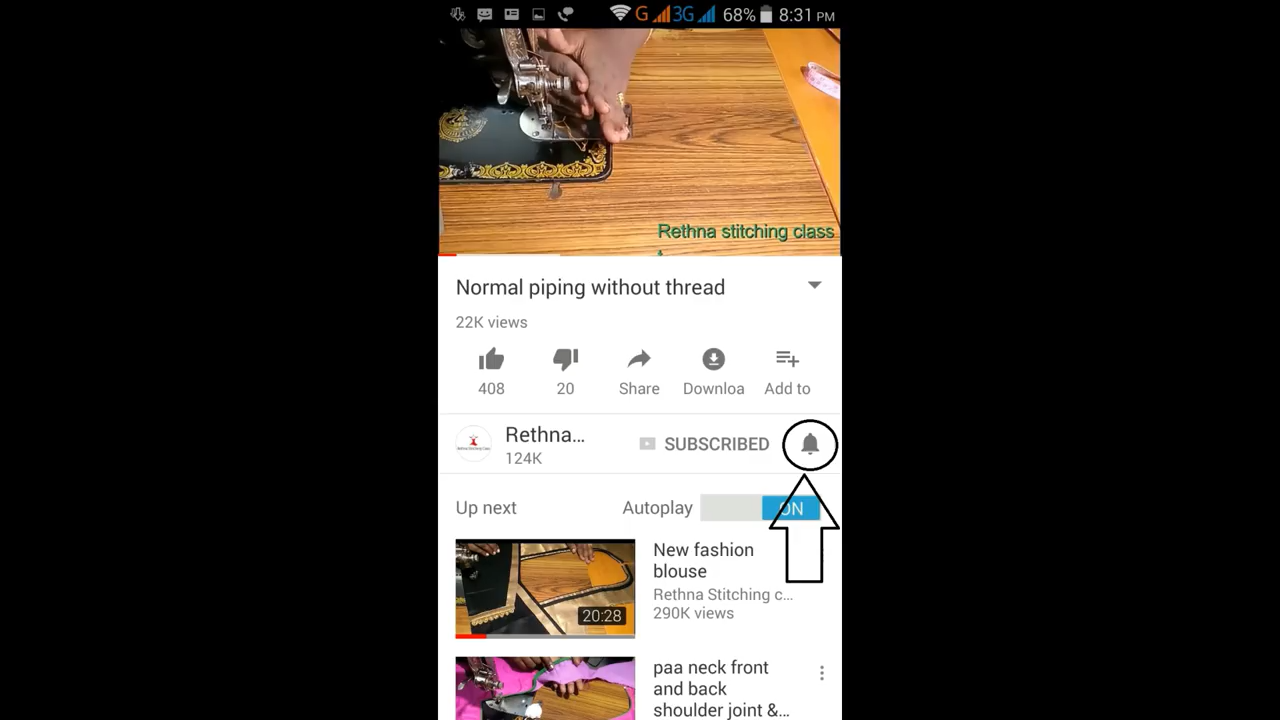 G 3G 68% 8:31 PM
Rethna stitching class
Normal piping without thread
22K views
408 20 Share Downloa Add to
Rethna… SUBSCRIBED
124K
Up next Autoplay ON
New fashion
blouse
Rethna Stitching c…
290K views
20:28
paa neck front
and back
shoulder joint &…